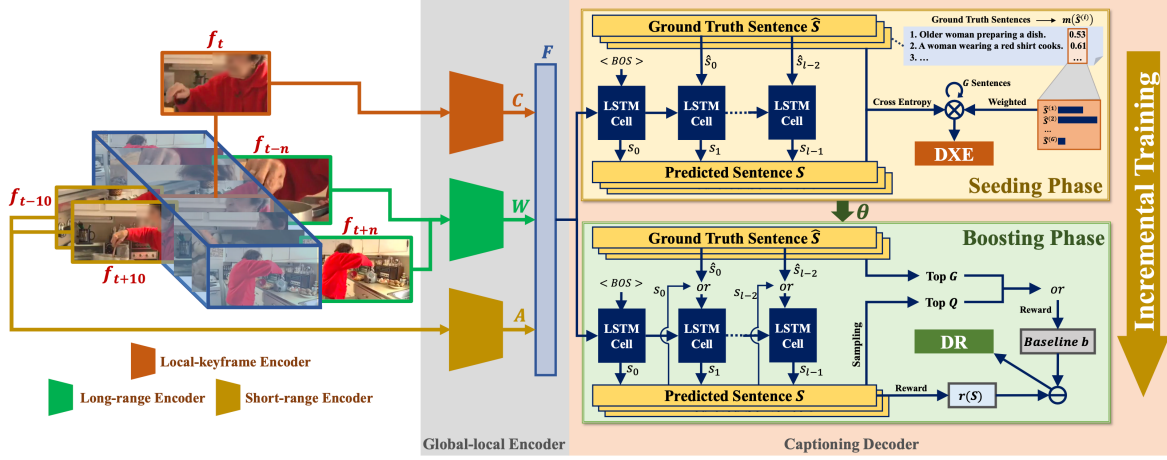 f_t
f_{t-n}
f_{t-10}
f_{t+n}
f_{t+10}
C
W
A
F
Local-keyframe Encoder
Long-range Encoder
Short-range Encoder
Global-local Encoder
Captioning Decoder
Ground Truth Sentence Ŝ
< BOS >
ŝ_0
ŝ_{l-2}
LSTM Cell
LSTM Cell
LSTM Cell
s_0
s_1
s_{l-1}
Predicted Sentence S
Ground Truth Sentences → m(Ŝ^{(i)})
1. Older woman preparing a dish. 0.53
2. A woman wearing a red shirt cooks. 0.61
3. ... ...
G Sentences
Cross Entropy
Weighted
Ŝ^{(1)}
Ŝ^{(2)}
...
Ŝ^{(G)}
DXE
Seeding Phase
θ
Boosting Phase
Ground Truth Sentence Ŝ
ŝ_0
ŝ_{l-2}
< BOS >
s_0
or
s_{l-2}
or
LSTM Cell
LSTM Cell
LSTM Cell
s_0
s_1
s_{l-1}
Predicted Sentence S
Sampling
Top G
Top Q
or
Reward
Baseline b
DR
Reward
r(S)
Incremental Training